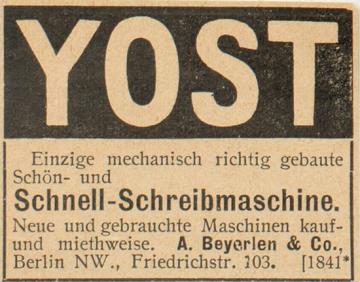 YOST
Einzige mechanisch richtig gebaute
Schön- und
Schnell-Schreibmaschine.
Neue und gebrauchte Maschinen kauf-
und miethweise. A. Beyerlen & Co.,
Berlin NW., Friedrichstr. 103. [1841*